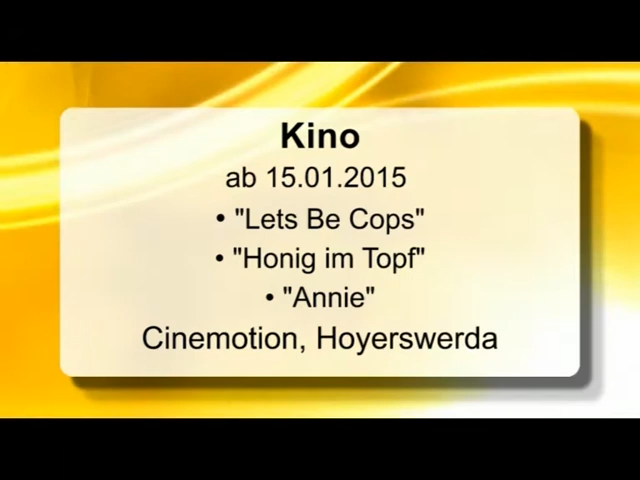 Kino
ab 15.01.2015
• "Lets Be Cops"
• "Honig im Topf"
• "Annie"
Cinemotion, Hoyerswerda